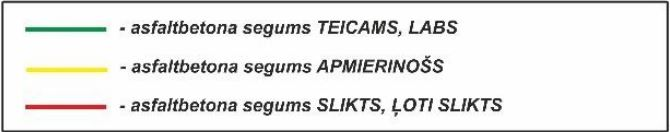 - asfaltbetona segums TEICAMS, LABS
- asfaltbetona segums APMIERINOŠS
- asfaltbetona segums SLIKTS, ĻOTI SLIKTS